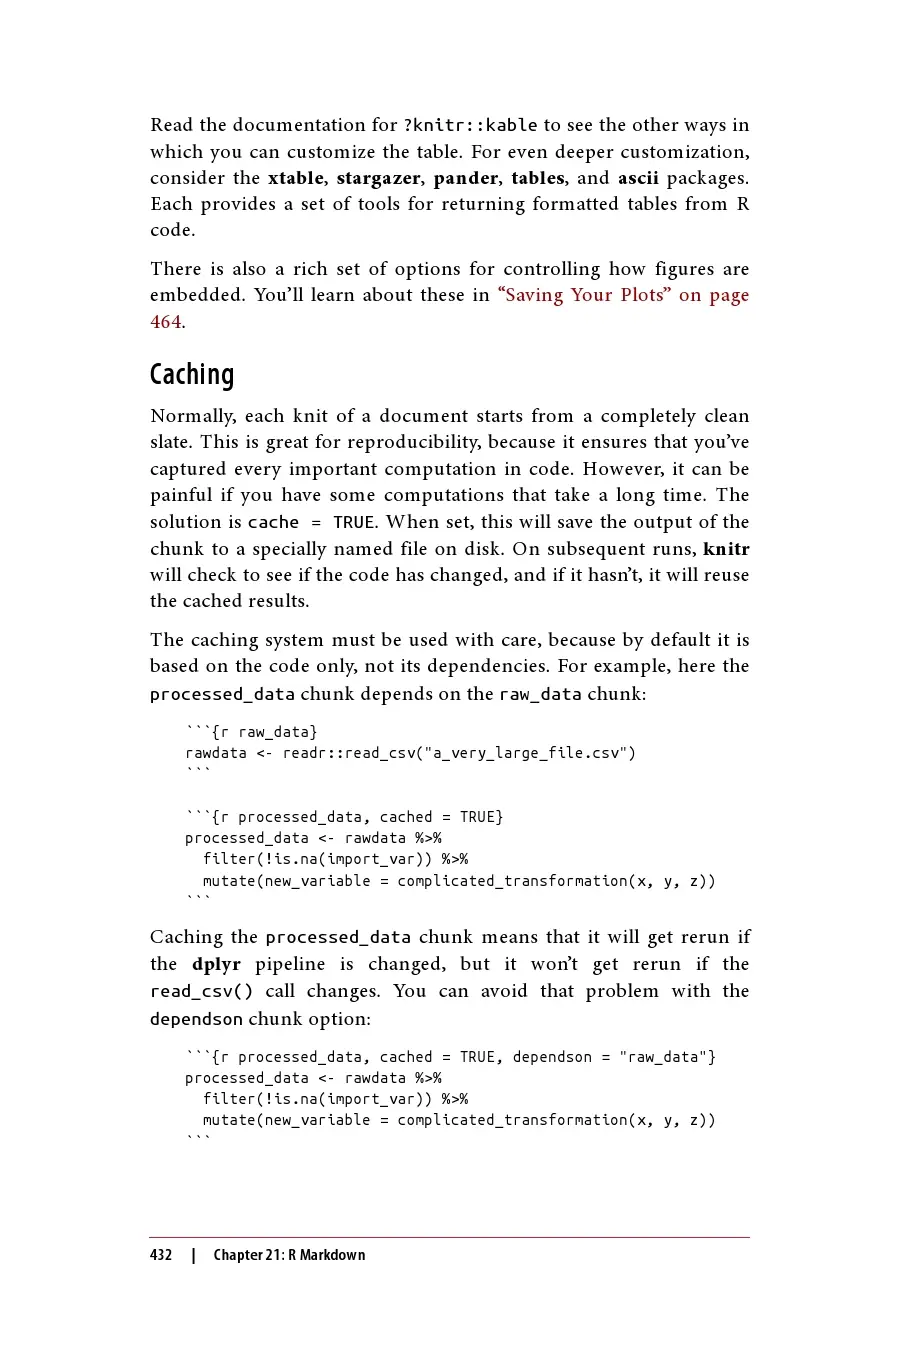 Read the documentation for ?knitr::kable to see the other ways in
which you can customize the table. For even deeper customization,
consider the xtable, stargazer, pander, tables, and ascii packages.
Each provides a set of tools for returning formatted tables from R
code.
There is also a rich set of options for controlling how figures are
embedded. You’ll learn about these in “Saving Your Plots” on page
464.
Caching
Normally, each knit of a document starts from a completely clean
slate. This is great for reproducibility, because it ensures that you’ve
captured every important computation in code. However, it can be
painful if you have some computations that take a long time. The
solution is cache = TRUE. When set, this will save the output of the
chunk to a specially named file on disk. On subsequent runs, knitr
will check to see if the code has changed, and if it hasn’t, it will reuse
the cached results.
The caching system must be used with care, because by default it is
based on the code only, not its dependencies. For example, here the
processed_data chunk depends on the raw_data chunk:
```{r raw_data}
rawdata <- readr::read_csv("a_very_large_file.csv")
```
```{r processed_data, cached = TRUE}
processed_data <- rawdata %>%
  filter(!is.na(import_var)) %>%
  mutate(new_variable = complicated_transformation(x, y, z))
```
Caching the processed_data chunk means that it will get rerun if
the dplyr pipeline is changed, but it won’t get rerun if the
read_csv() call changes. You can avoid that problem with the
dependson chunk option:
```{r processed_data, cached = TRUE, dependson = "raw_data"}
processed_data <- rawdata %>%
  filter(!is.na(import_var)) %>%
  mutate(new_variable = complicated_transformation(x, y, z))
```
432 | Chapter 21: R Markdown